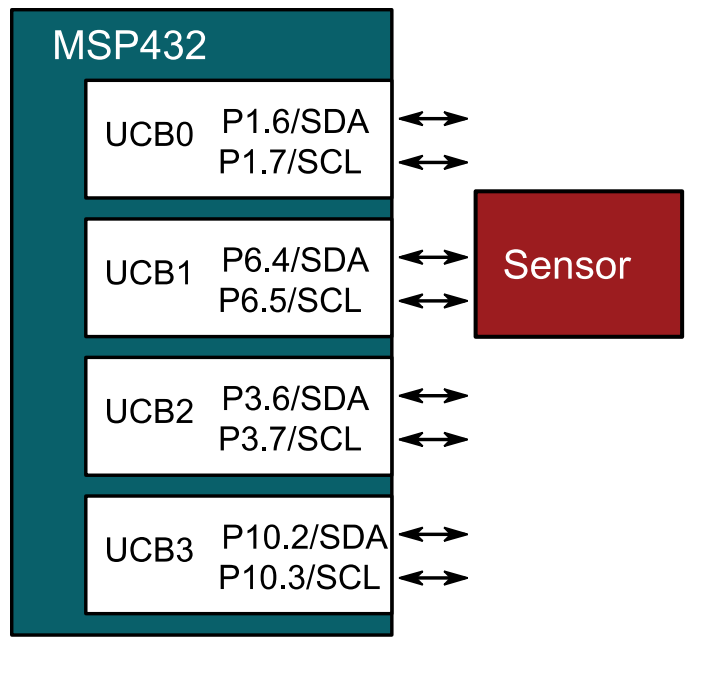 MSP432
UCB0 P1.6/SDA
P1.7/SCL
UCB1 P6.4/SDA
P6.5/SCL
Sensor
UCB2 P3.6/SDA
P3.7/SCL
UCB3 P10.2/SDA
P10.3/SCL